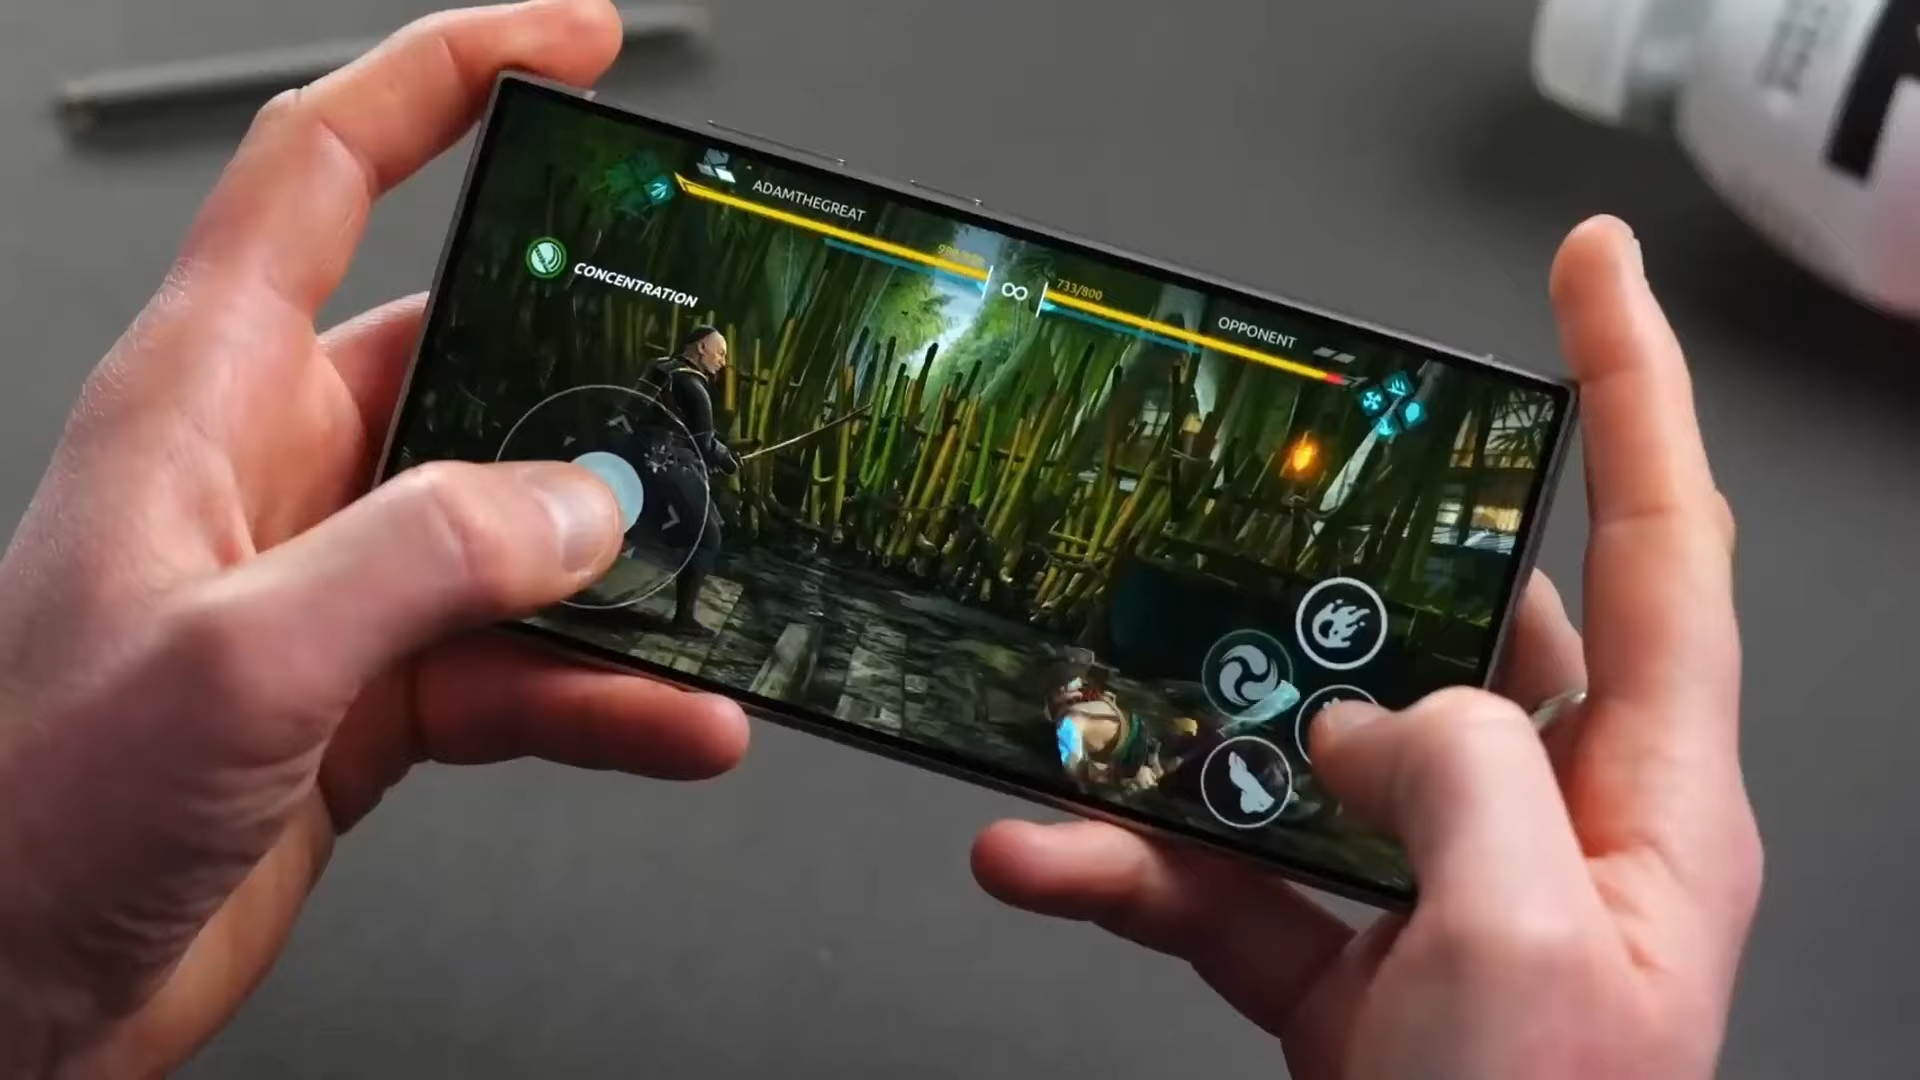 ADAMTHEGREAT
CONCENTRATION
733/800
OPPONENT